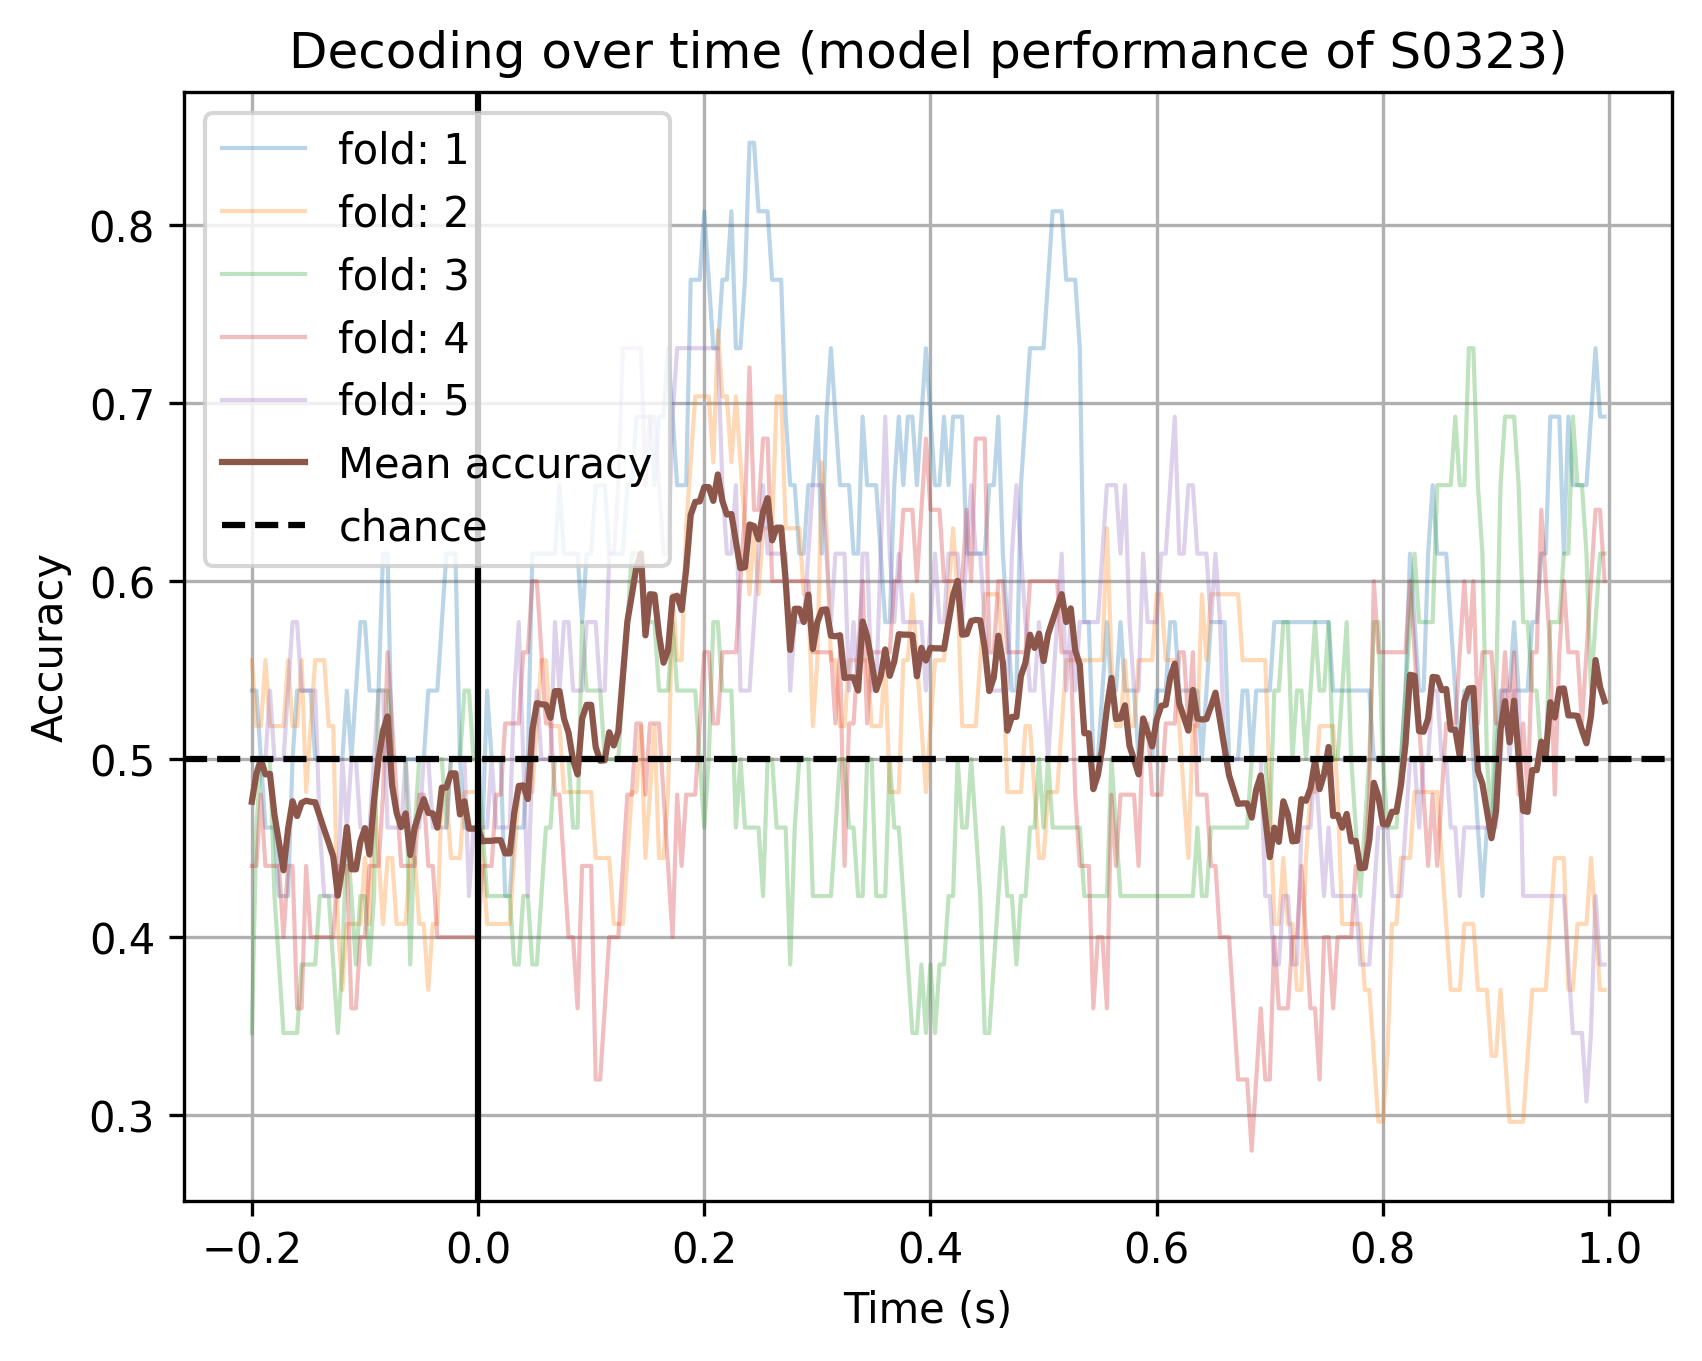 Decoding over time (model performance of S0323)
fold: 1
fold: 2
fold: 3
fold: 4
fold: 5
Mean accuracy
chance
Accuracy
0.8
0.7
0.6
0.5
0.4
0.3
−0.2 0.0 0.2 0.4 0.6 0.8 1.0
Time (s)